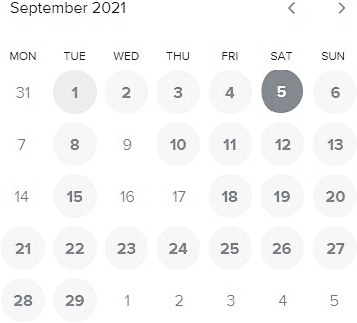 September 2021
MON TUE WED THU FRI SAT SUN
31 1 2 3 4 5 6
7 8 9 10 11 12 13
14 15 16 17 18 19 20
21 22 23 24 25 26 27
28 29 1 2 3 4 5